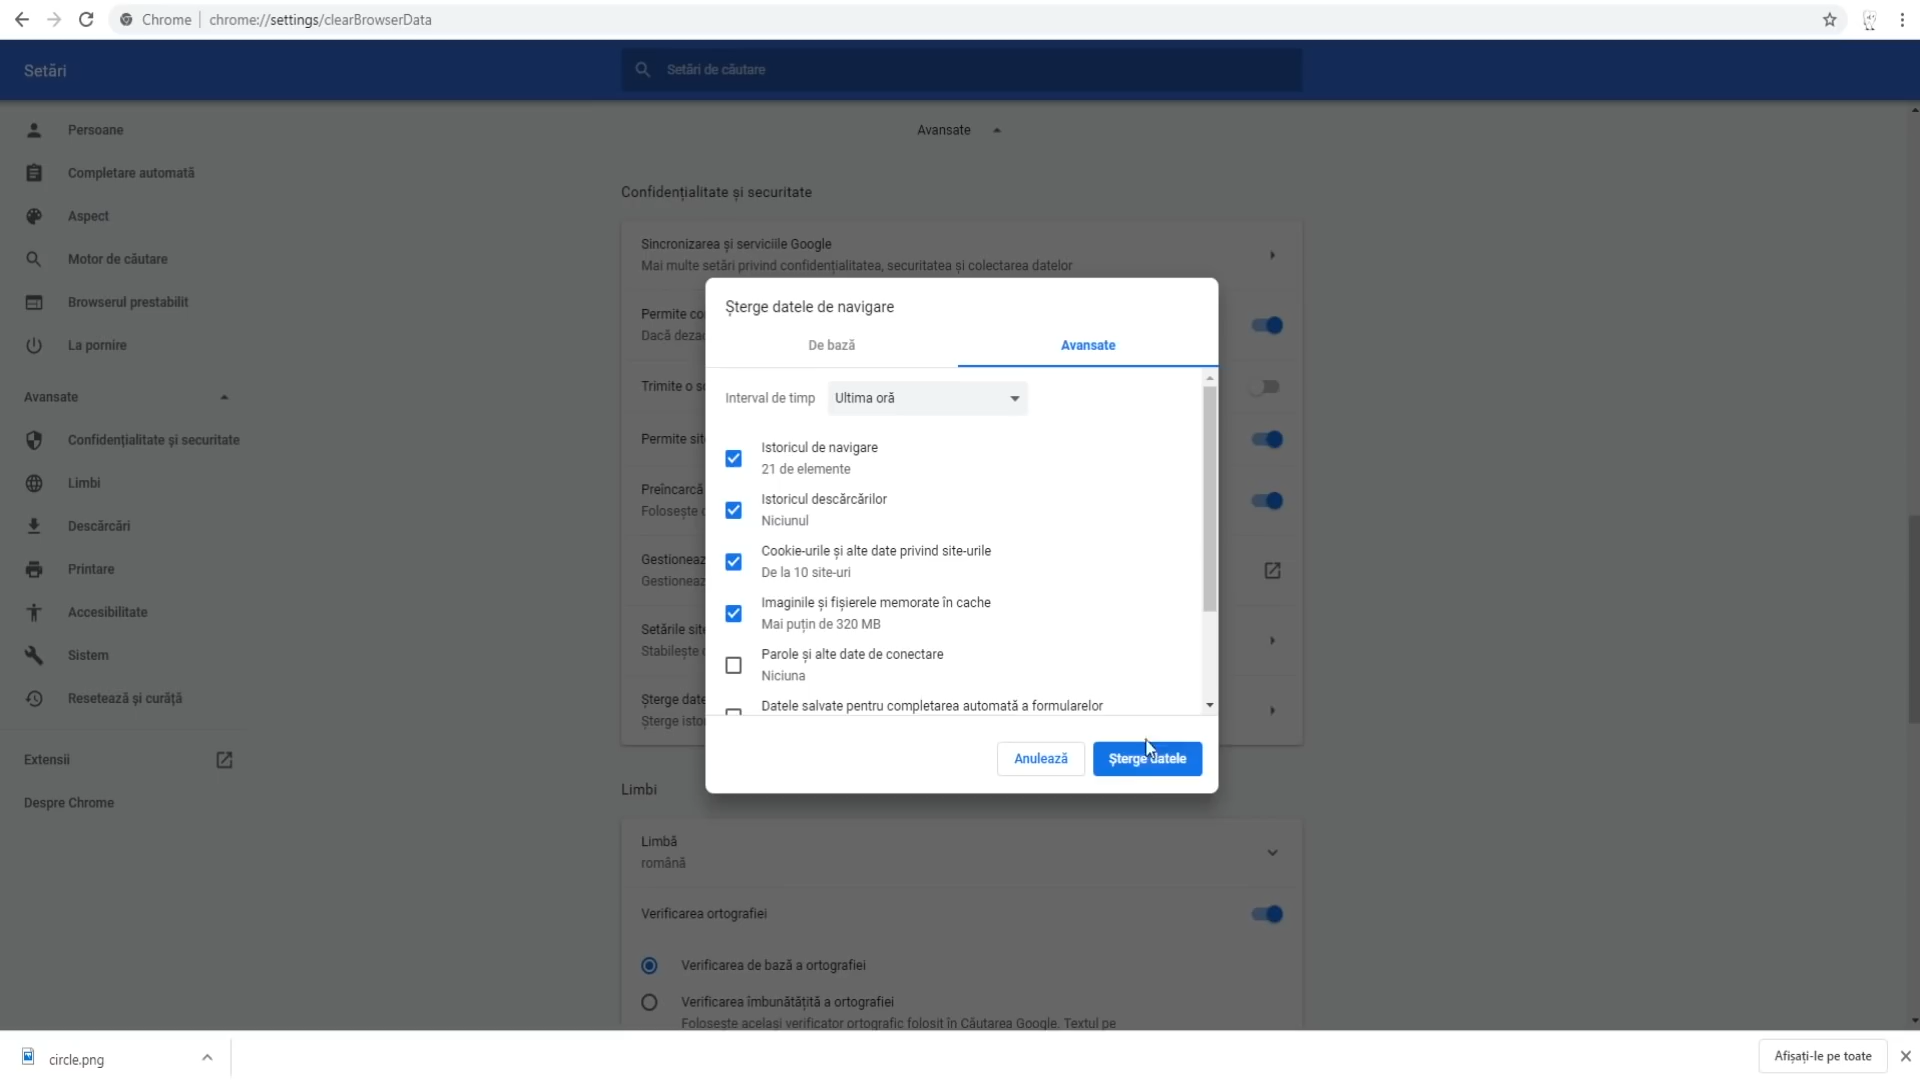 Chrome
chrome://settings/clearBrowserData
Setări
Setări de căutare
Persoane
Completare automată
Aspect
Motor de căutare
Browserul prestabilit
La pornire
Avansate
Confidențialitate și securitate
Limbi
Descărcări
Printare
Accesibilitate
Sistem
Resetează și curăță
Extensii
Despre Chrome
Avansate
Confidențialitate și securitate
Sincronizarea și serviciile Google
Mai multe setări privind confidențialitatea, securitatea și colectarea datelor
Permite co
Dacă deza
Trimite o s
Permite sit
Preîncarcă
Folosește
Gestioneaz
Gestioneaz
Setările site
Stabilește
Șterge date
Șterge isto
Șterge datele de navigare
De bază
Avansate
Interval de timp
Ultima oră
Istoricul de navigare
21 de elemente
Istoricul descărcărilor
Niciunul
Cookie-urile și alte date privind site-urile
De la 10 site-uri
Imaginile și fișierele memorate în cache
Mai puțin de 320 MB
Parole și alte date de conectare
Niciuna
Datele salvate pentru completarea automată a formularelor
Anulează
Șterge datele
Limbi
Limbă
română
Verificarea ortografiei
Verificarea de bază a ortografiei
Verificarea îmbunătățită a ortografiei
Folosește același verificator ortografic folosit în Căutarea Google. Textul pe
circle.png
Afișați-le pe toate